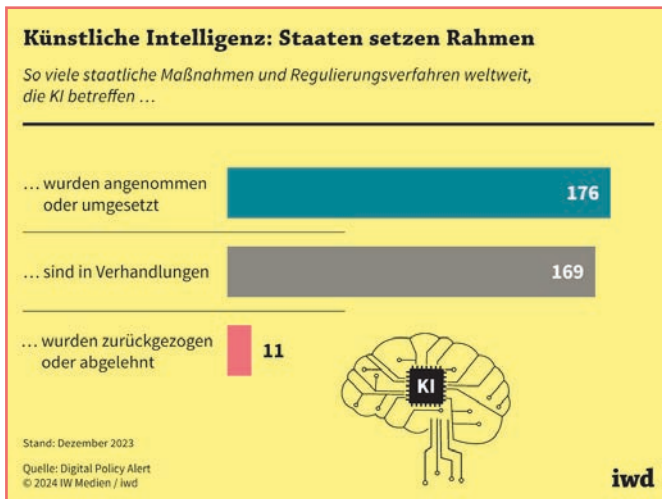 Künstliche Intelligenz: Staaten setzen Rahmen
So viele staatliche Maßnahmen und Regulierungsverfahren weltweit,
die KI betreffen …
… wurden angenommen
oder umgesetzt
176
… sind in Verhandlungen
169
… wurden zurückgezogen
oder abgelehnt
11
KI
Stand: Dezember 2023
Quelle: Digital Policy Alert
© 2024 IW Medien / iwd
iwd